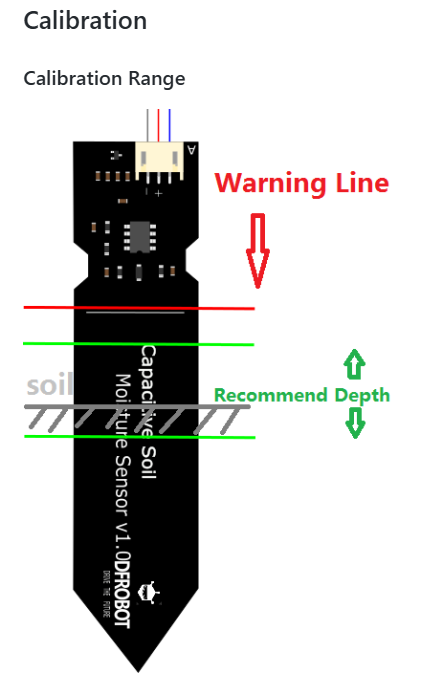 Calibration
Calibration Range
A
- +
Warning Line
soil
Recommend Depth
Capacitive Soil
Moisture Sensor v1.0
DFROBOT
DRIVE THE FUTURE